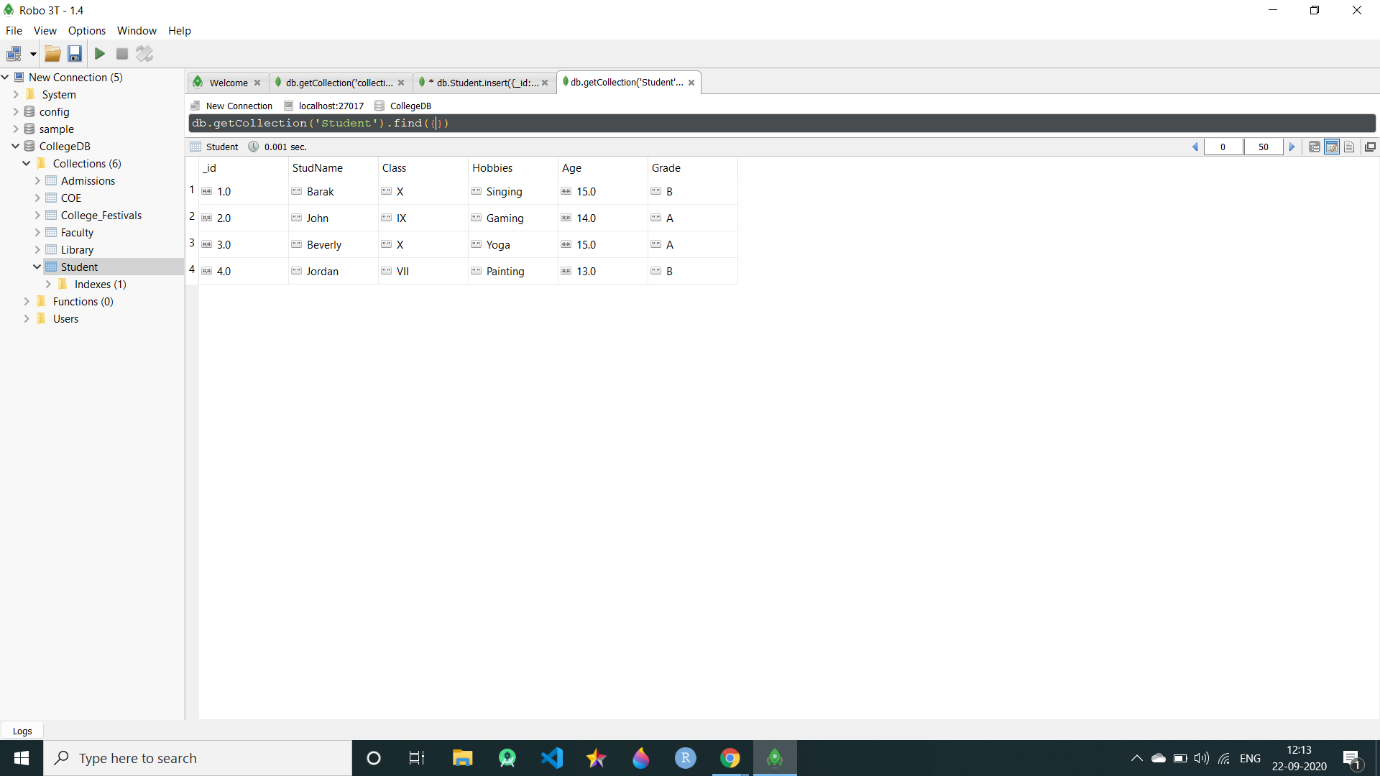 Robo 3T - 1.4
File View Options Window Help
New Connection (5)
System
config
sample
CollegeDB
Collections (6)
Admissions
COE
College_Festivals
Faculty
Library
Student
Indexes (1)
Functions (0)
Users
Welcome db.getCollection('collecti... * db.Student.insert({_id:... db.getCollection('Student'...
New Connection localhost:27017 CollegeDB
db.getCollection('Student').find({})
Student 0.001 sec. 0 50
_id StudName Class Hobbies Age Grade
1 1.0 Barak X Singing 15.0 B
2 2.0 John IX Gaming 14.0 A
3 3.0 Beverly X Yoga 15.0 A
4 4.0 Jordan VII Painting 13.0 B
Logs
Type here to search
R
ENG
12:13
22-09-2020
1